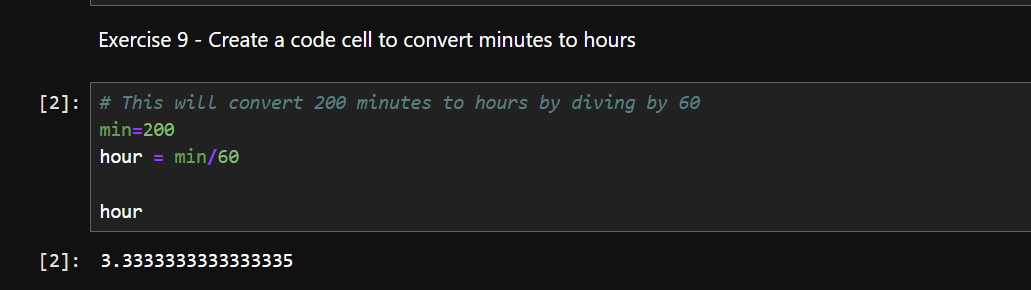 Exercise 9 - Create a code cell to convert minutes to hours
[2]: # This will convert 200 minutes to hours by diving by 60
min=200
hour = min/60
hour
[2]: 3.3333333333333335